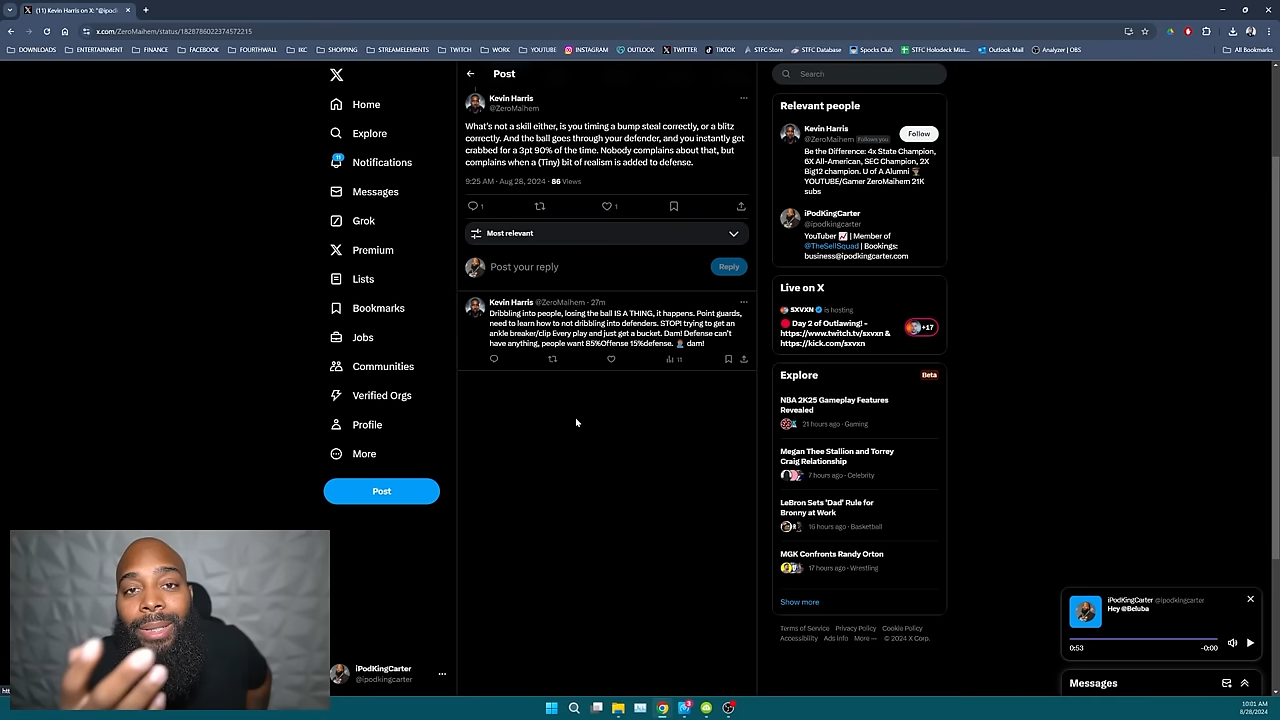 (11) Kevin Harris on X: "@ipod
x.com/ZeroMaihem/status/1828786022374572215
DOWNLOADS
ENTERTAINMENT
FINANCE
FACEBOOK
FOURTHWALL
IKC
SHOPPING
STREAMELEMENTS
TWITCH
WORK
YOUTUBE
INSTAGRAM
OUTLOOK
TWITTER
TIKTOK
STFC Store
STFC Database
Spocks Club
STFC Holodeck Miss...
Outlook Mail
Analyzer | OBS
All Bookmarks
Home
Explore
11
Notifications
Messages
Grok
Premium
Lists
Bookmarks
Jobs
Communities
Verified Orgs
Profile
More
Post
iPodKingCarter
@ipodkingcarter
Post
Kevin Harris
@ZeroMaihem
What's not a skill either, is you timing a bump steal correctly, or a blitz
correctly. And the ball goes through your defender, and you instantly get
crabbed for a 3pt 90% of the time. Nobody complains about that, but
complains when a (Tiny) bit of realism is added to defense.
9:25 AM · Aug 28, 2024 · 86 Views
1
1
Most relevant
Post your reply
Reply
Kevin Harris @ZeroMaihem · 27m
Dribbling into people, losing the ball IS A THING, it happens. Point guards,
need to learn how to not dribbling into defenders. STOP! trying to get an
ankle breaker/clip Every play and just get a bucket. Dam! Defense can't
have anything, people want 85%Offense 15%defense. dam!
11
Search
Relevant people
Kevin Harris
@ZeroMaihem Follows you
Follow
Be the Difference: 4x State Champion,
6X All-American, SEC Champion, 2X
Big12 champion. U of A Alumni
YOUTUBE/Gamer ZeroMaihem 21K
subs
iPodKingCarter
@ipodkingcarter
YouTuber | Member of
@TheSellSquad | Bookings:
business@ipodkingcarter.com
Live on X
SXVXN is hosting
Day 2 of Outlawing! -
https://www.twitch.tv/sxvxn &
https://kick.com/sxvxn
+17
Explore
Beta
NBA 2K25 Gameplay Features
Revealed
21 hours ago · Gaming
Megan Thee Stallion and Torrey
Craig Relationship
7 hours ago · Celebrity
LeBron Sets 'Dad' Rule for
Bronny at Work
16 hours ago · Basketball
MGK Confronts Randy Orton
17 hours ago · Wrestling
Show more
Terms of Service Privacy Policy Cookie Policy
Accessibility Ads info More ··· © 2024 X Corp.
iPodKingCarter @ipodkingcarter
Hey @Beluba
0:53
-0:00
Messages
10:01 AM
8/28/2024